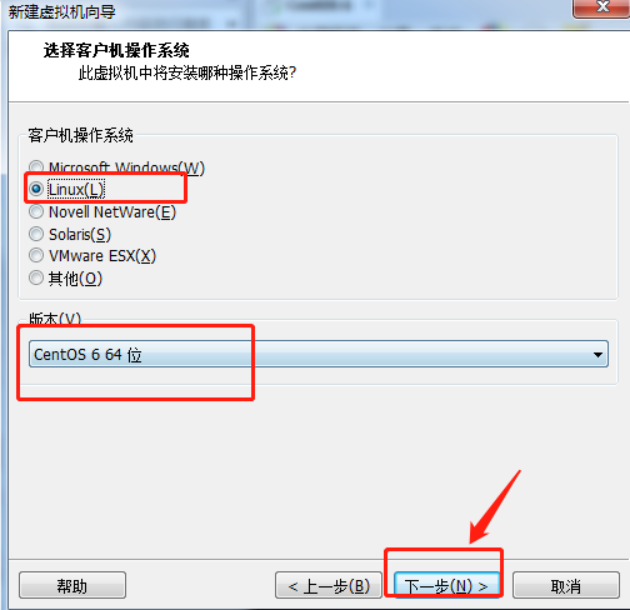 新建虚拟机向导
选择客户机操作系统
此虚拟机中将安装哪种操作系统?
客户机操作系统
Microsoft Windows(W)
Linux(L)
Novell NetWare(E)
Solaris(S)
VMware ESX(X)
其他(O)
版本(V)
CentOS 6 64 位
帮助
< 上一步(B)
下一步(N) >
取消